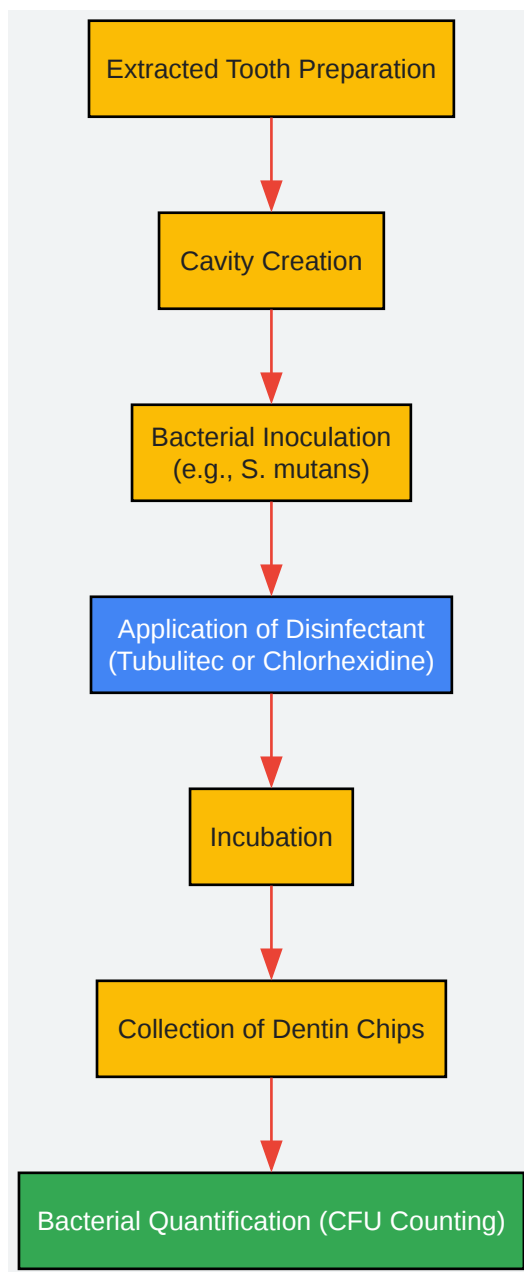 Extracted Tooth Preparation
Cavity Creation
Bacterial Inoculation
(e.g., S. mutans)
Application of Disinfectant
(Tubulitec or Chlorhexidine)
Incubation
Collection of Dentin Chips
Bacterial Quantification (CFU Counting)